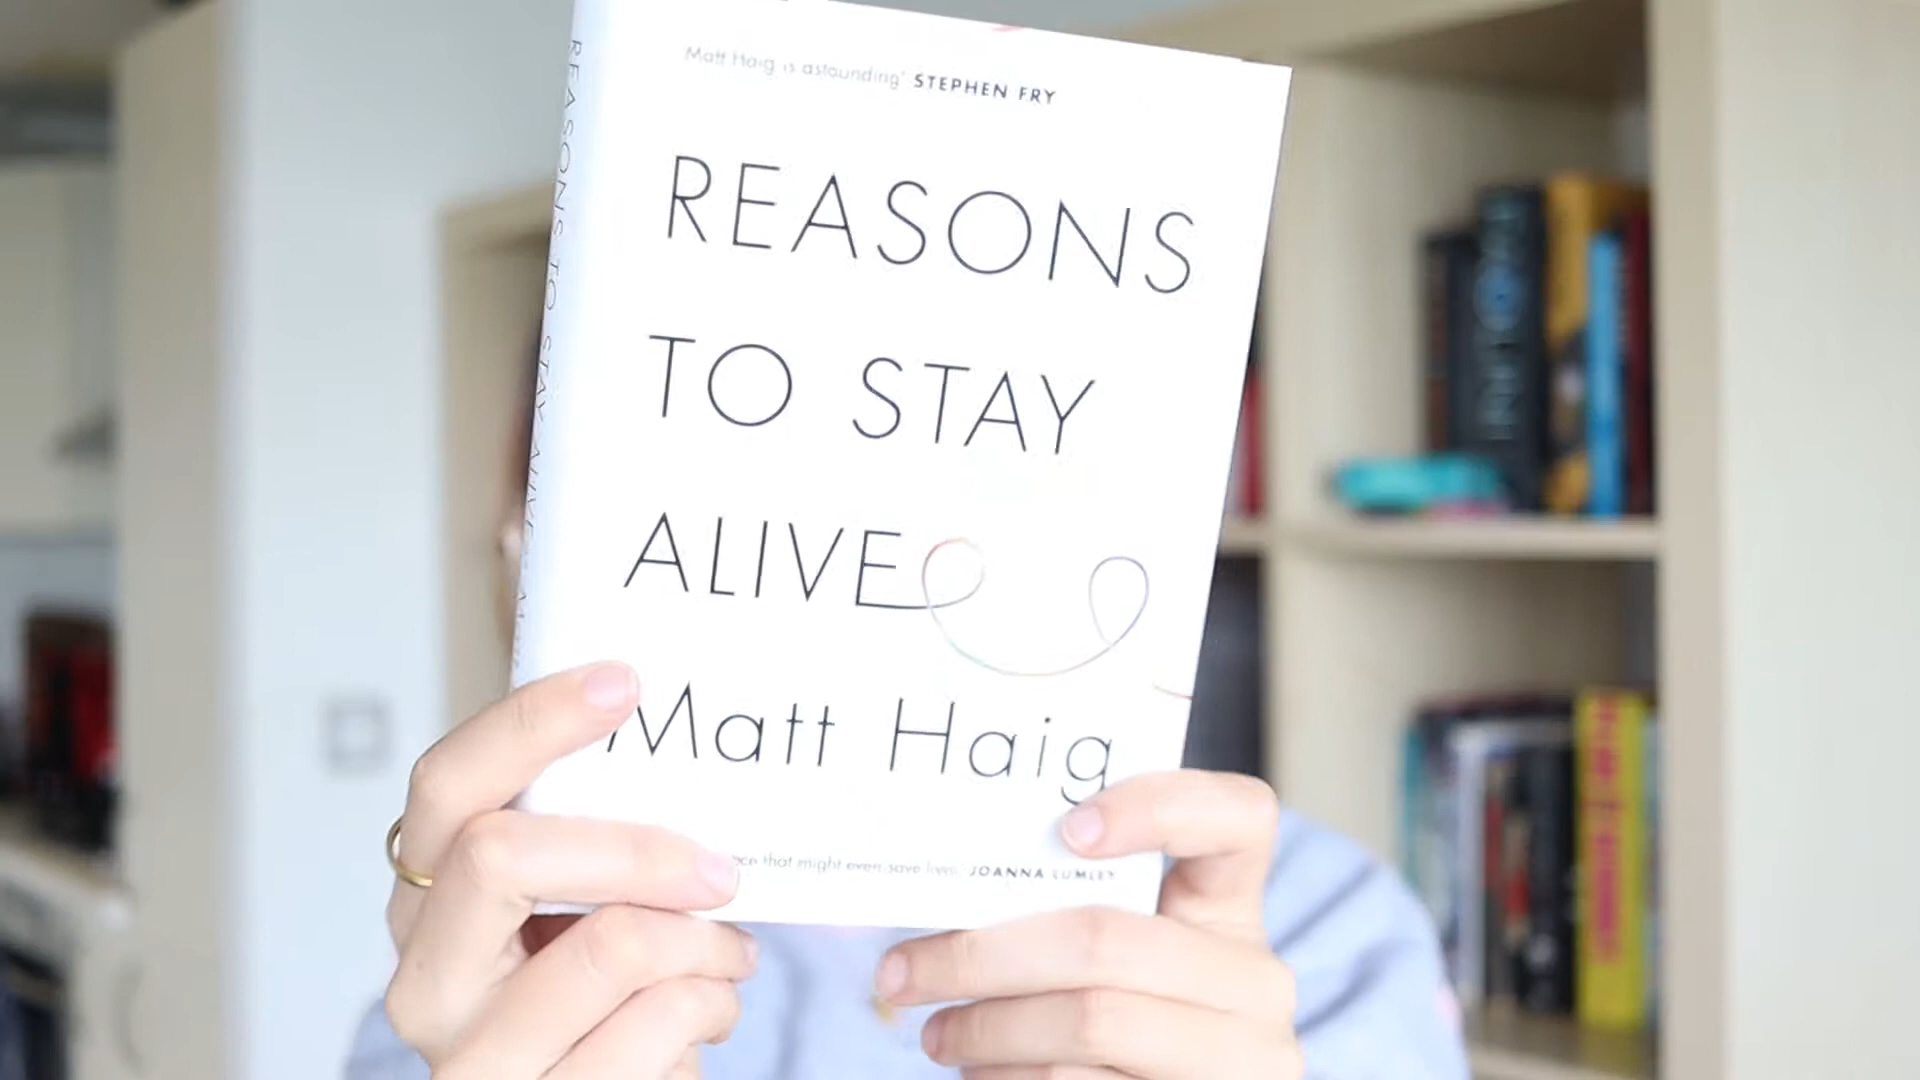 Matt Haig is astounding' STEPHEN FRY
REASONS
TO STAY
ALIVE
Matt Haig
that might even save lives. JOANNA LUMLEY
REASONS TO STAY ALIVE